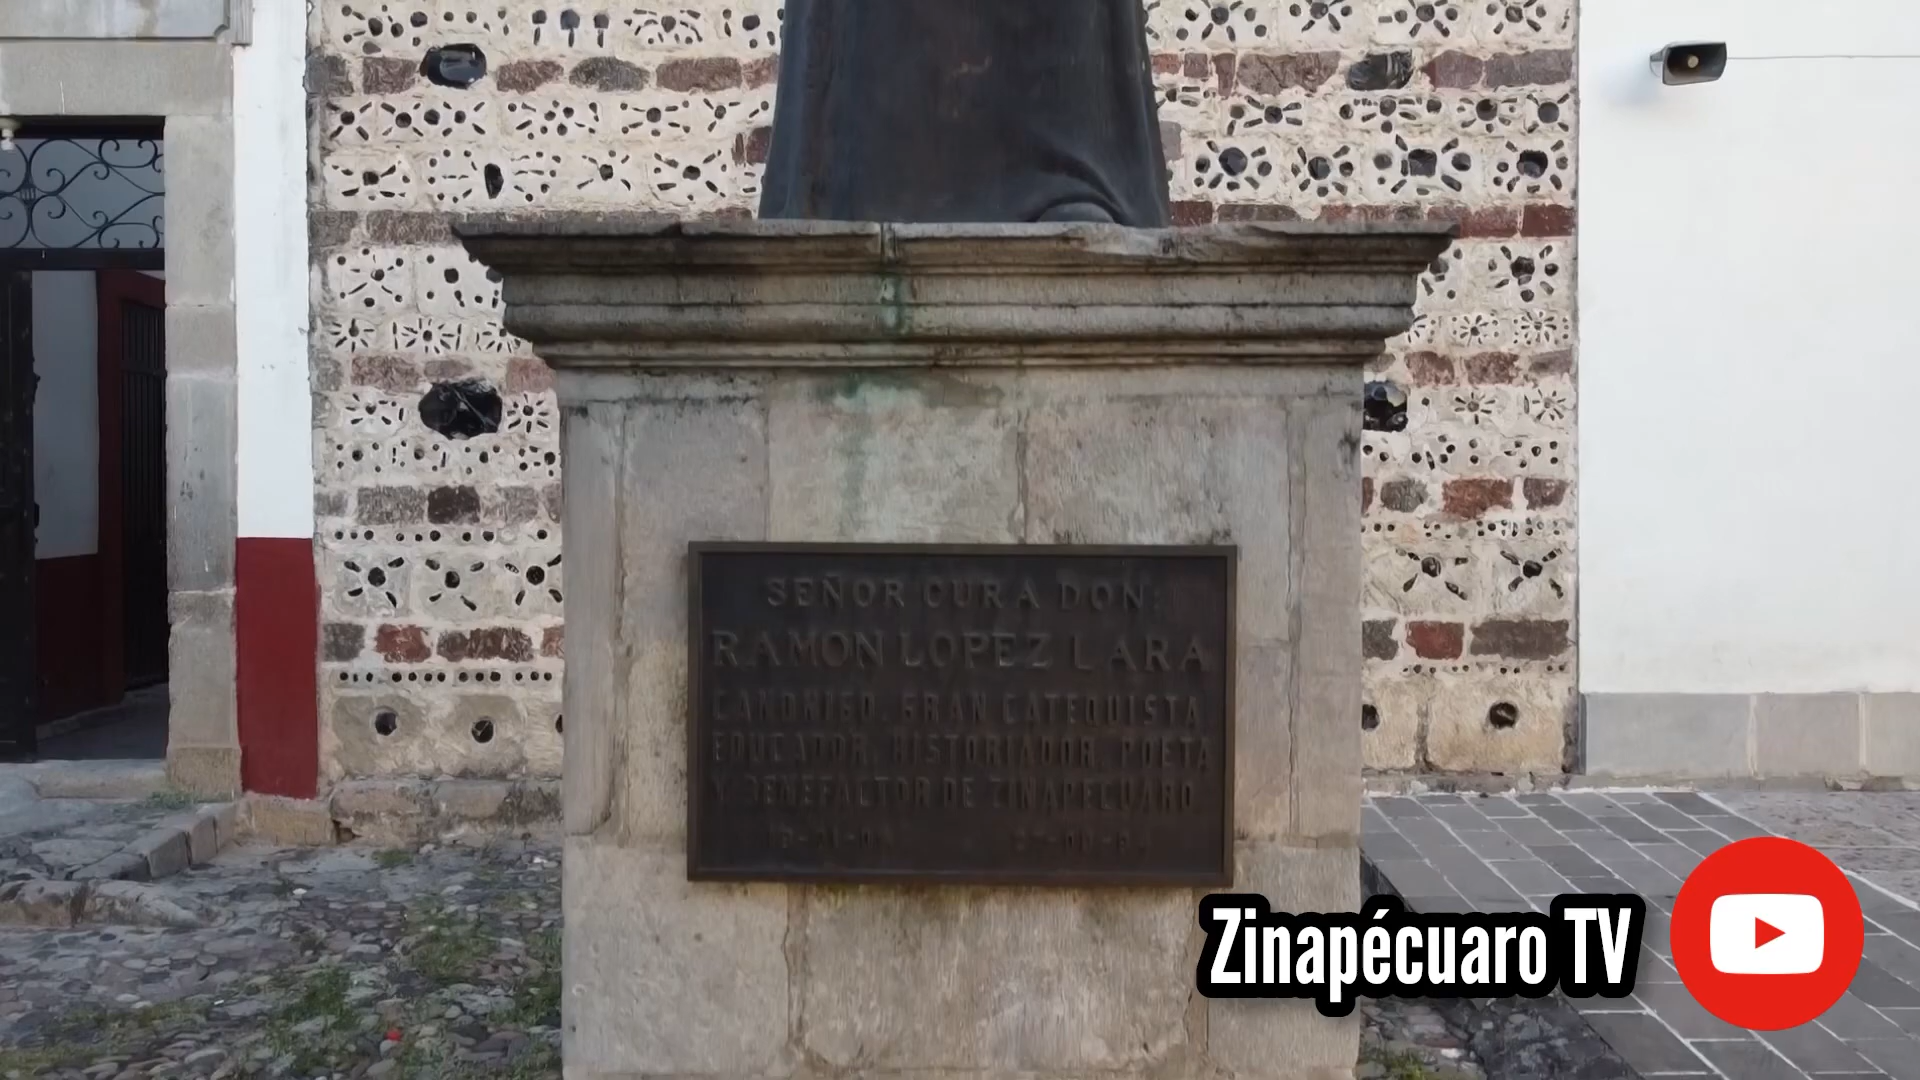 SEÑOR CURA DON:
RAMON LOPEZ LARA
CANONIGO, GRAN CATEQUISTA
EDUCADOR, HISTORIADOR, POETA
Y BENEFACTOR DE ZINAPECUARO
Zinapécuaro TV